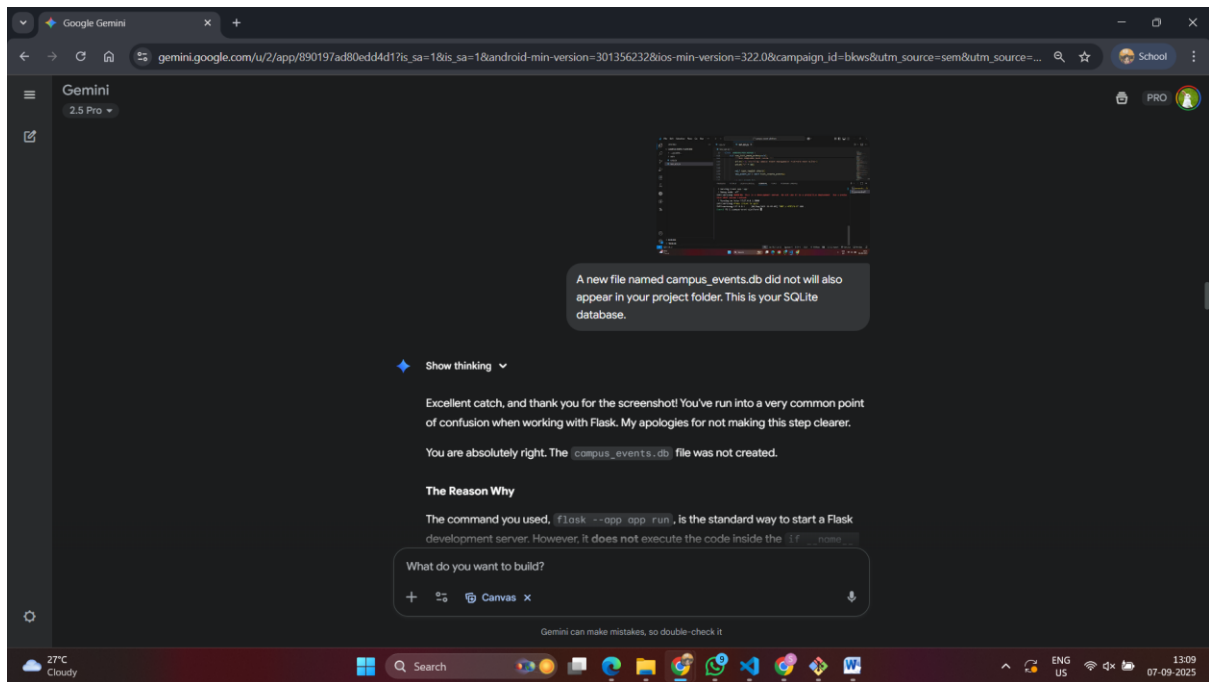 Google Gemini
gemini.google.com/u/2/app/890197ad80edd4d1?is_sa=1&is_sa=1&android-min-version=301356232&ios-min-version=322.0&campaign_id=bkws&utm_source=sem&utm_source=...
School
Gemini
2.5 Pro
PRO
A new file named campus_events.db did not will also
appear in your project folder. This is your SQLite
database.
Show thinking
Excellent catch, and thank you for the screenshot! You've run into a very common point
of confusion when working with Flask. My apologies for not making this step clearer.
You are absolutely right. The campus_events.db file was not created.
The Reason Why
The command you used, flask --app app run, is the standard way to start a Flask
development server. However, it does not execute the code inside the if __name__
What do you want to build?
Canvas
Gemini can make mistakes, so double-check it
27°C
Cloudy
Search
9
ENG
US
13:09
07-09-2025